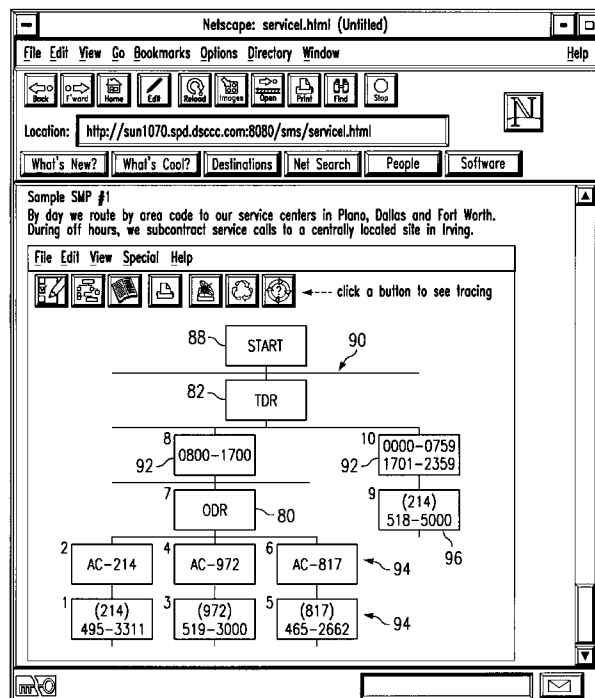 Netscape: servicel.html (Untitled)
File Edit View Go Bookmarks Options Directory Window Help
Back F'ward Home Edit Reload Images Open Print Find Stop
N
Location: http://sun1070.spd.dsccc.com:8080/sms/servicel.html
What's New? What's Cool? Destinations Net Search People Software
Sample SMP #1
By day we route by area code to our service centers in Plano, Dallas and Fort Worth.
During off hours, we subcontract service calls to a centrally located site in Irving.
File Edit View Special Help
click a button to see tracing
88 START
90
82 TDR
8 10
0800-1700 0000-0759
92 92 1701-2359
7 9
ODR 80 (214)
518-5000
96
2 4 6
AC-214 AC-972 AC-817 94
1 3 5
(214) (972) (817) 94
495-3311 519-3000 465-2662